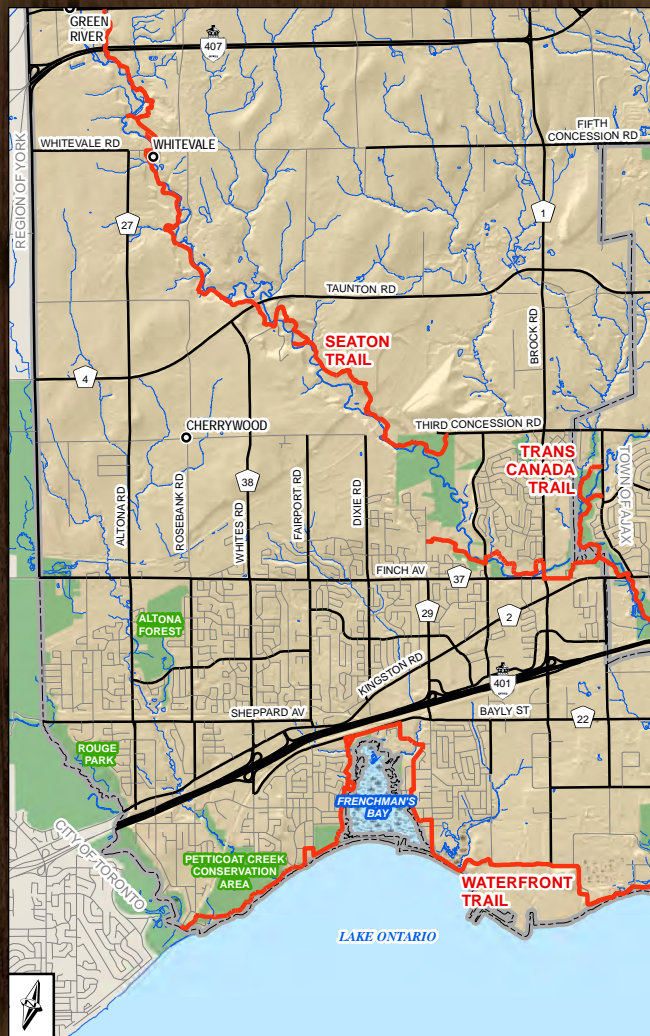 GREEN
RIVER
407
FIFTH
CONCESSION RD
WHITEVALE RD
WHITEVALE
REGION OF YORK
27
1
TAUNTON RD
BROCK RD
SEATON
TRAIL
4
CHERRYWOOD
THIRD CONCESSION RD
TRANS
CANADA
TRAIL
TOWN OF AJAX
38
ALTONA RD
ROSEBANK RD
WHITES RD
FAIRPORT RD
DIXIE RD
FINCH AV
37
29
2
ALTONA
FOREST
KINGSTON RD
401
SHEPPARD AV
BAYLY ST
22
ROUGE
PARK
FRENCHMAN'S
BAY
CITY OF TORONTO
PETTICOAT CREEK
CONSERVATION
AREA
WATERFRONT
TRAIL
LAKE ONTARIO